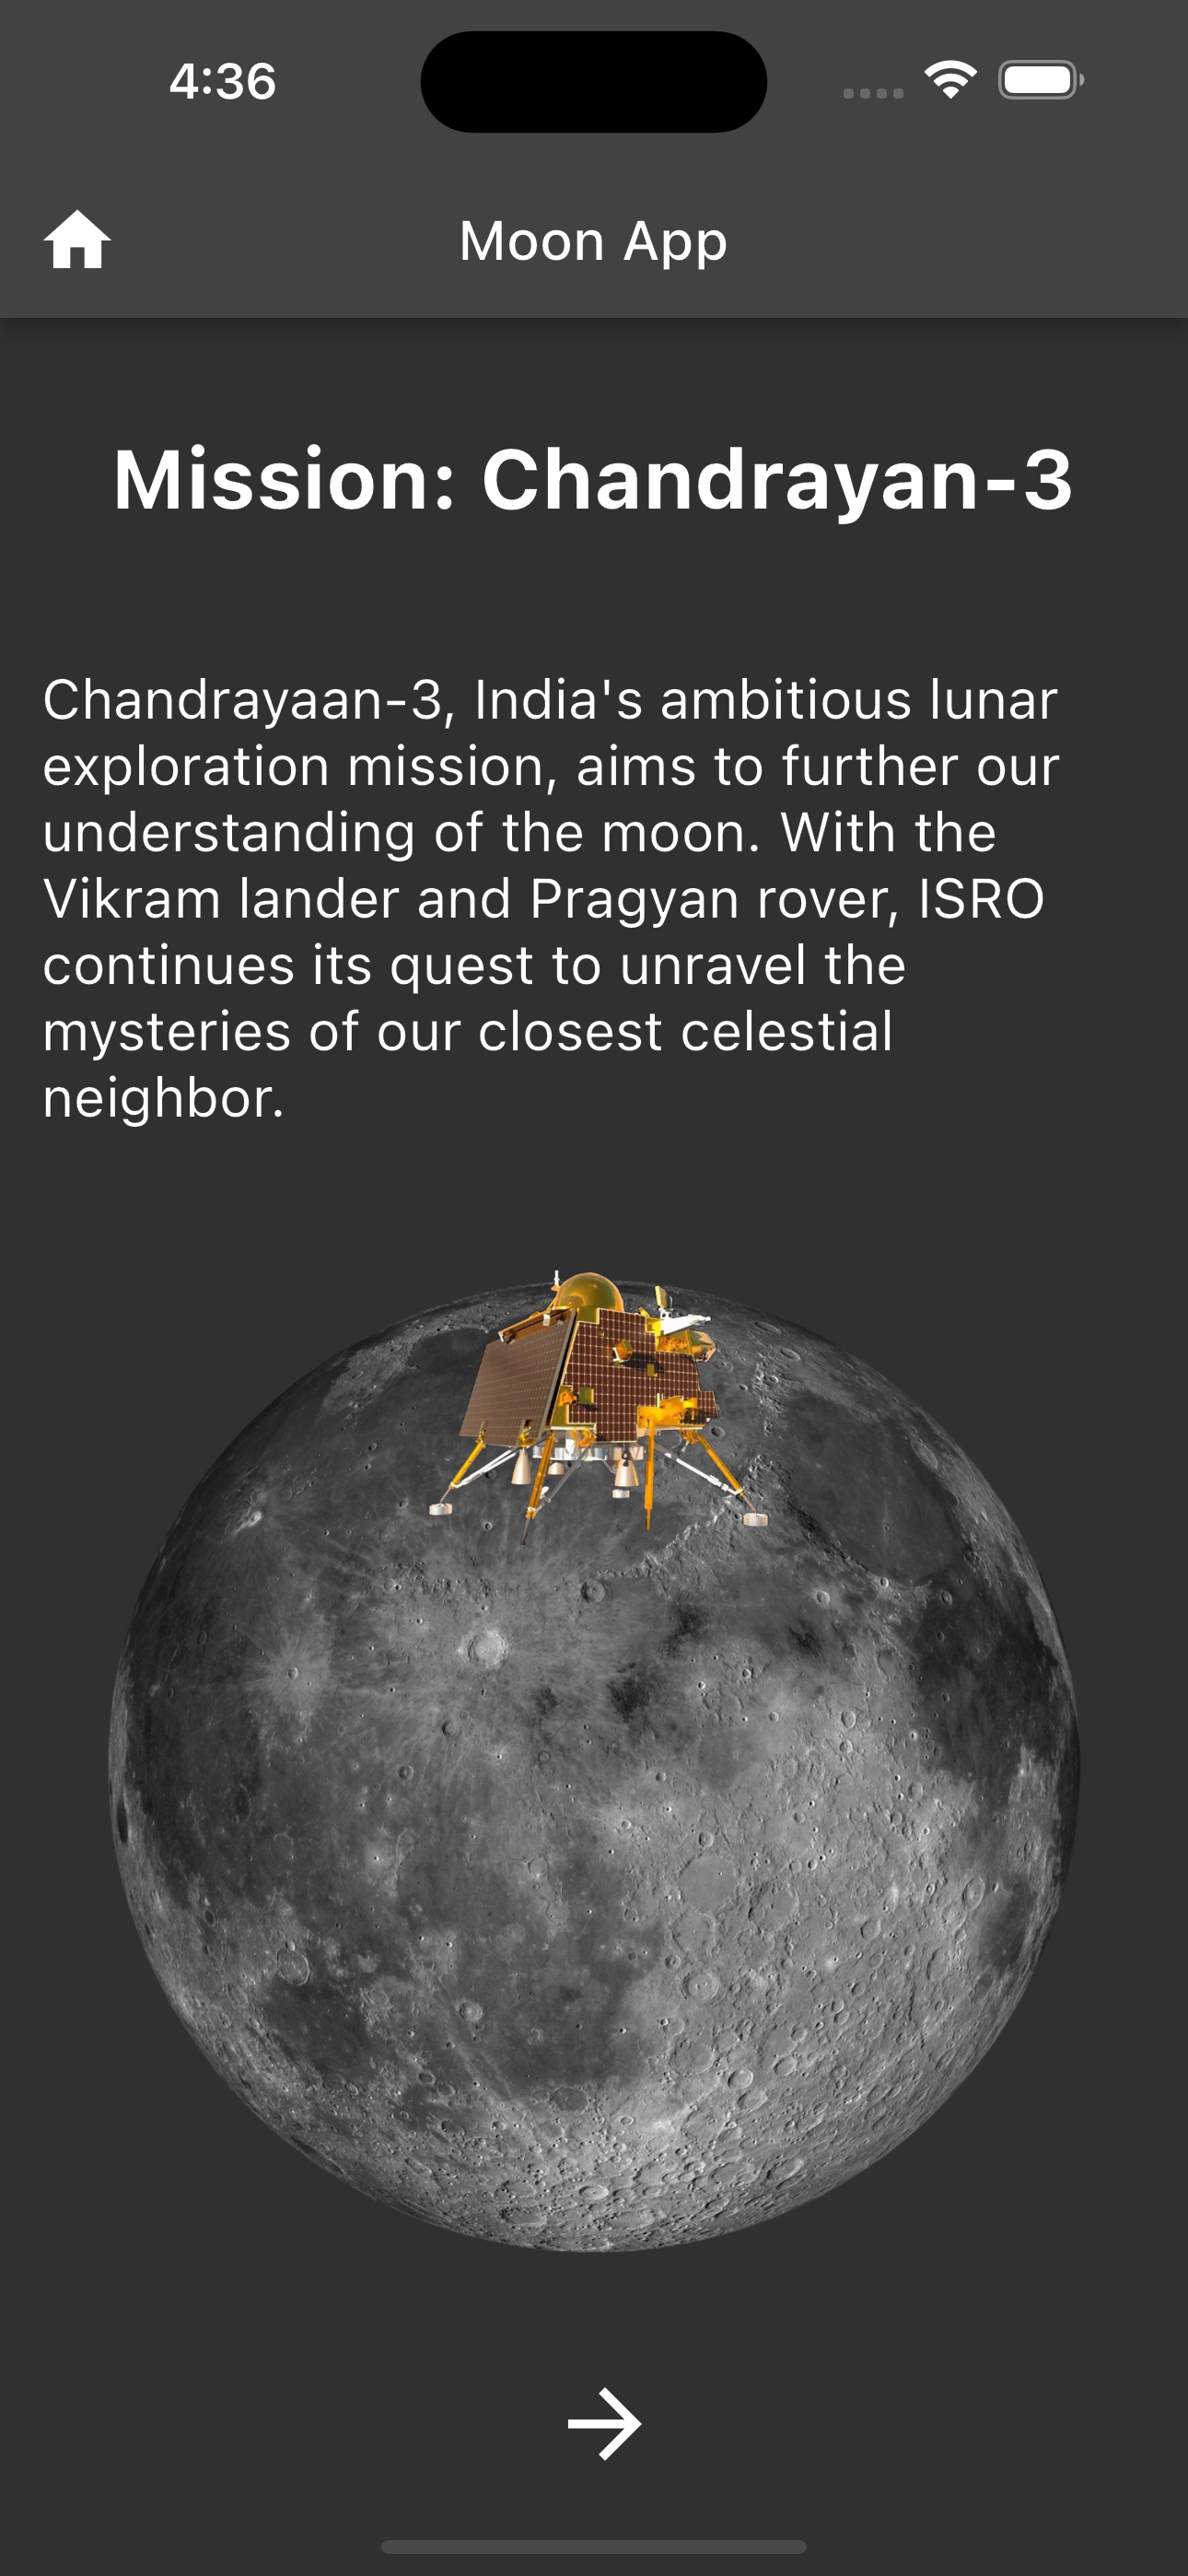 4:36
Moon App
Mission: Chandrayan-3
Chandrayaan-3, India's ambitious lunar
exploration mission, aims to further our
understanding of the moon. With the
Vikram lander and Pragyan rover, ISRO
continues its quest to unravel the
mysteries of our closest celestial
neighbor.